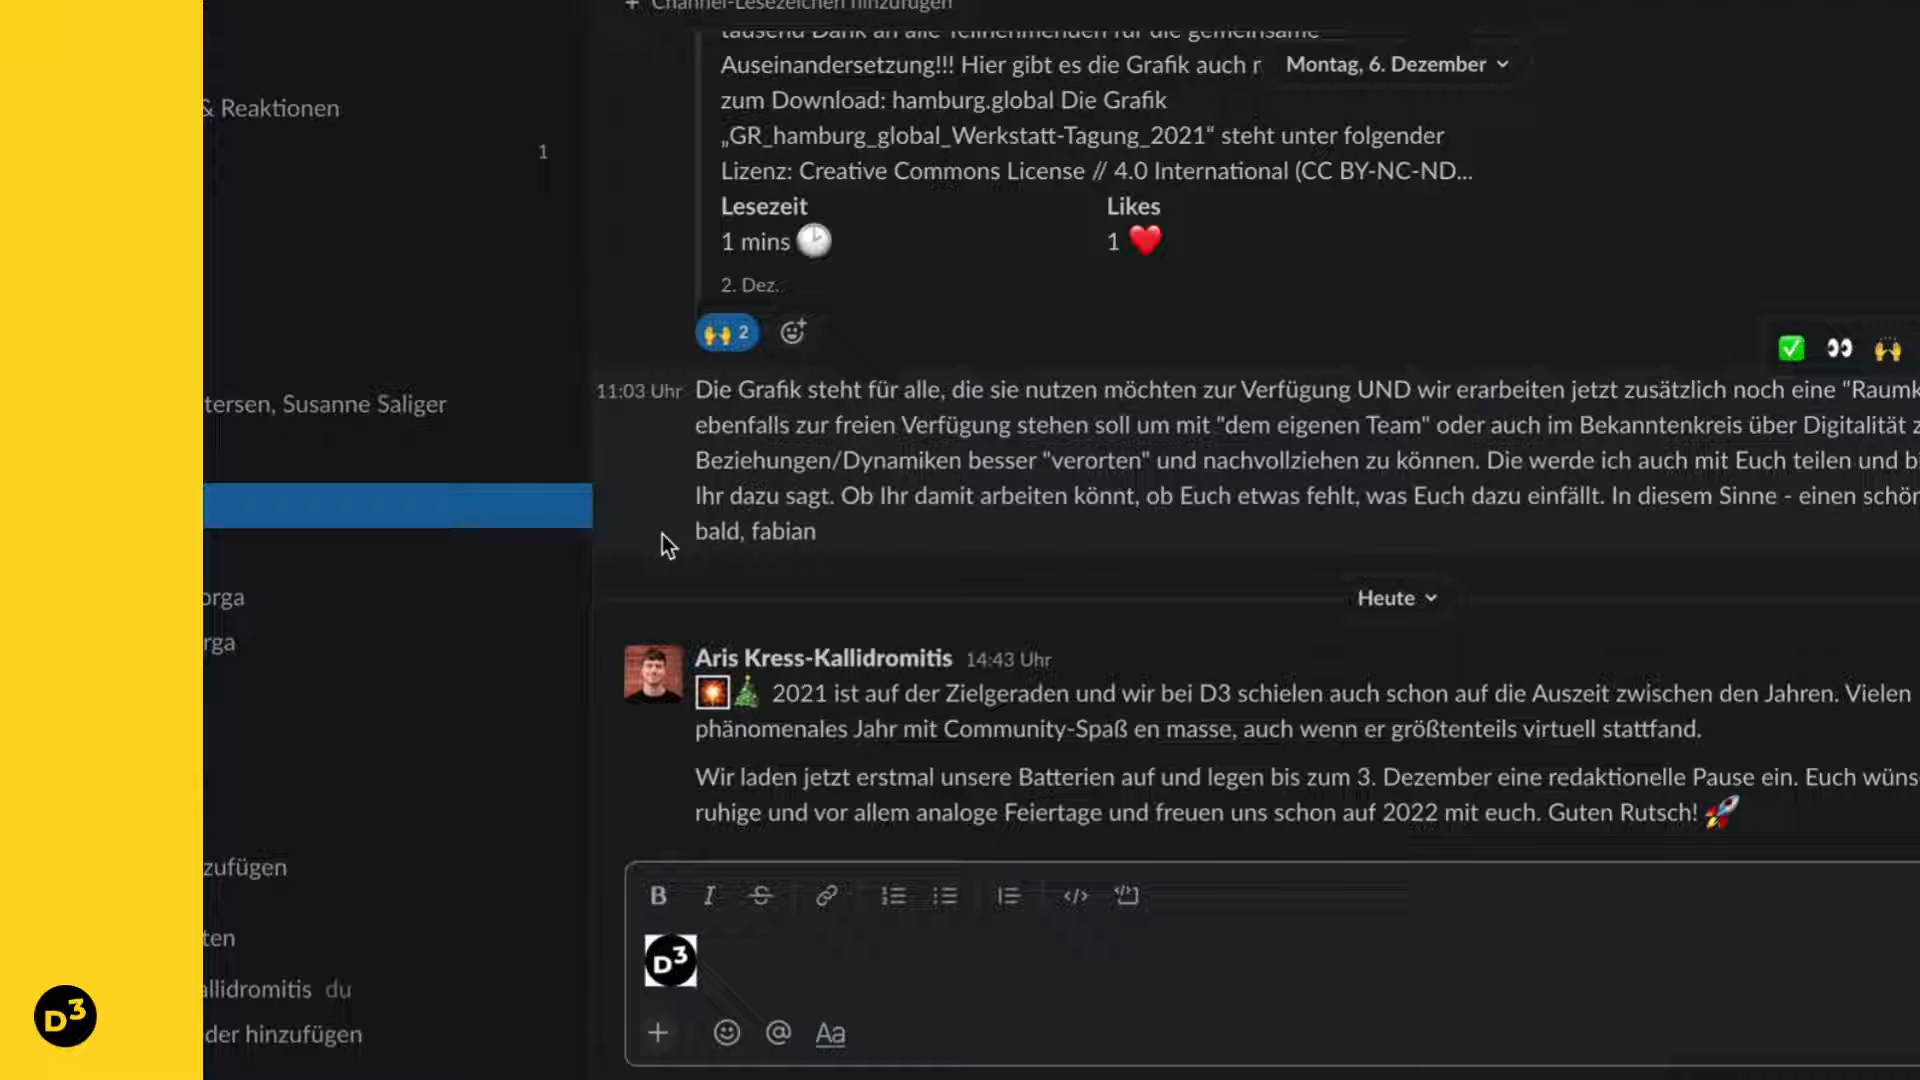 Channel-Lesezeichen hinzufügen
tausend Dank an alle Teilnehmenden für die gemeinsame
Auseinandersetzung!!! Hier gibt es die Grafik auch
Montag, 6. Dezember
zum Download: hamburg.global Die Grafik
„GR_hamburg_global_Werkstatt-Tagung_2021“ steht unter folgender
Lizenz: Creative Commons License // 4.0 International (CC BY-NC-ND...
Lesezeit
Likes
1 mins
1
2. Dez.
2
& Reaktionen
1
tersen, Susanne Saliger
orga
rga
zufügen
ten
allidromitis du
der hinzufügen
11:03 Uhr
Die Grafik steht für alle, die sie nutzen möchten zur Verfügung UND wir erarbeiten jetzt zusätzlich noch eine "Raumk
ebenfalls zur freien Verfügung stehen soll um mit "dem eigenen Team" oder auch im Bekanntenkreis über Digitalität z
Beziehungen/Dynamiken besser "verorten" und nachvollziehen zu können. Die werde ich auch mit Euch teilen und bi
Ihr dazu sagt. Ob Ihr damit arbeiten könnt, ob Euch etwas fehlt, was Euch dazu einfällt. In diesem Sinne - einen schön
bald, fabian
Heute
Aris Kress-Kallidromitis 14:43 Uhr
2021 ist auf der Zielgeraden und wir bei D3 schielen auch schon auf die Auszeit zwischen den Jahren. Vielen
phänomenales Jahr mit Community-Spaß en masse, auch wenn er größtenteils virtuell stattfand.
Wir laden jetzt erstmal unsere Batterien auf und legen bis zum 3. Dezember eine redaktionelle Pause ein. Euch wüns
ruhige und vor allem analoge Feiertage und freuen uns schon auf 2022 mit euch. Guten Rutsch!
B I S
D3
Aa
D3